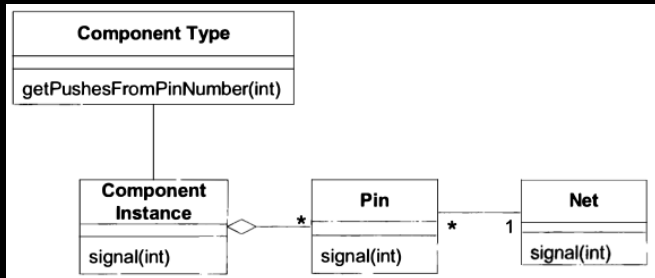 Component Type
getPushesFromPinNumber(int)
Component
Instance
signal(int)
*
Pin
signal(int)
*
1
Net
signal(int)